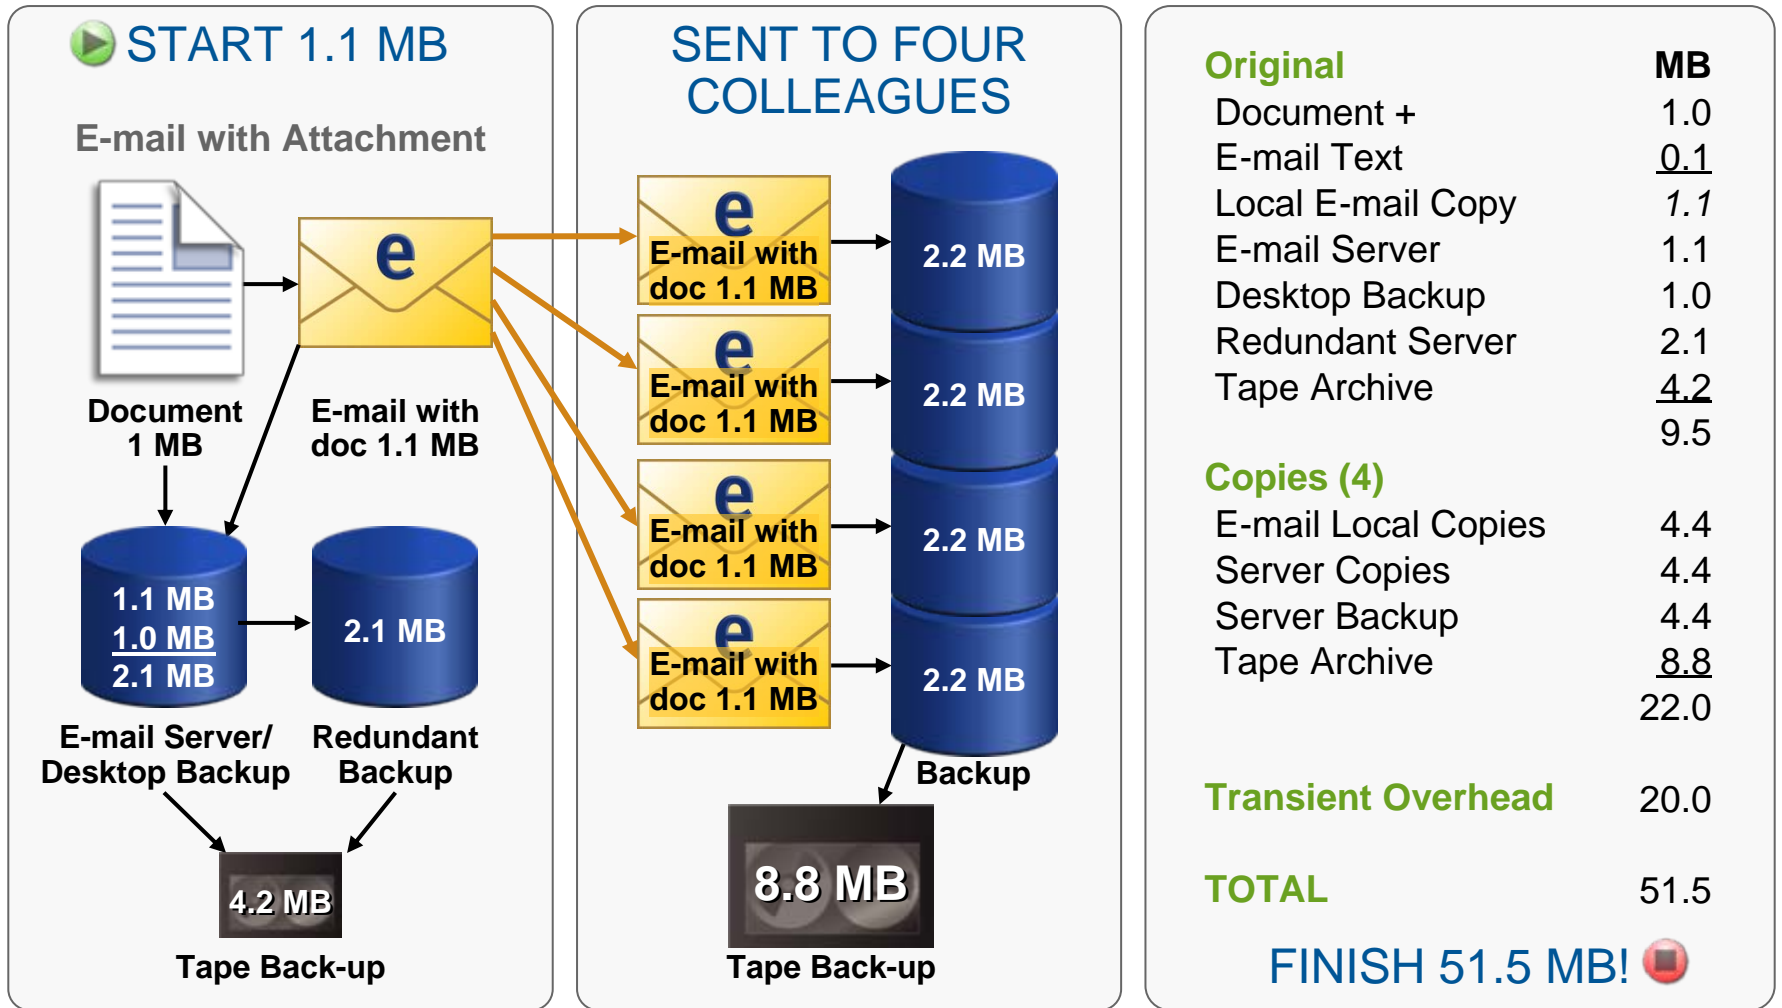 START 1.1 MB
E-mail with Attachment
Document
1 MB
e
E-mail with
doc 1.1 MB
1.1 MB
1.0 MB
2.1 MB
2.1 MB
E-mail Server/
Desktop Backup
Redundant
Backup
4.2 MB
Tape Back-up
SENT TO FOUR
COLLEAGUES
e
E-mail with
doc 1.1 MB
2.2 MB
e
E-mail with
doc 1.1 MB
2.2 MB
e
E-mail with
doc 1.1 MB
2.2 MB
e
E-mail with
doc 1.1 MB
2.2 MB
Backup
8.8 MB
Tape Back-up
Original MB
Document + 1.0
E-mail Text 0.1
Local E-mail Copy 1.1
E-mail Server 1.1
Desktop Backup 1.0
Redundant Server 2.1
Tape Archive 4.2
9.5
Copies (4)
E-mail Local Copies 4.4
Server Copies 4.4
Server Backup 4.4
Tape Archive 8.8
22.0
Transient Overhead 20.0
TOTAL 51.5
FINISH 51.5 MB!